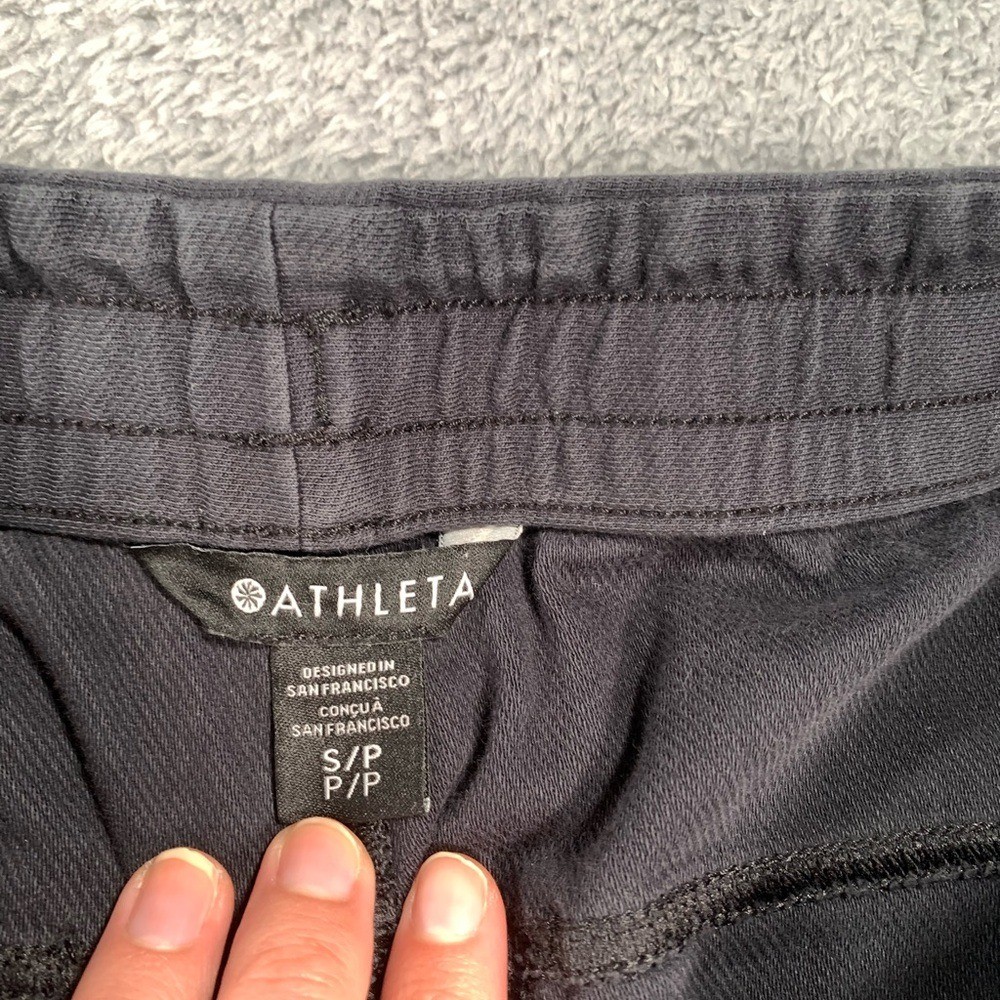 ATHLETA
DESIGNED IN
SAN FRANCISCO
CONÇU À
SAN FRANCISCO
S/P
P/P